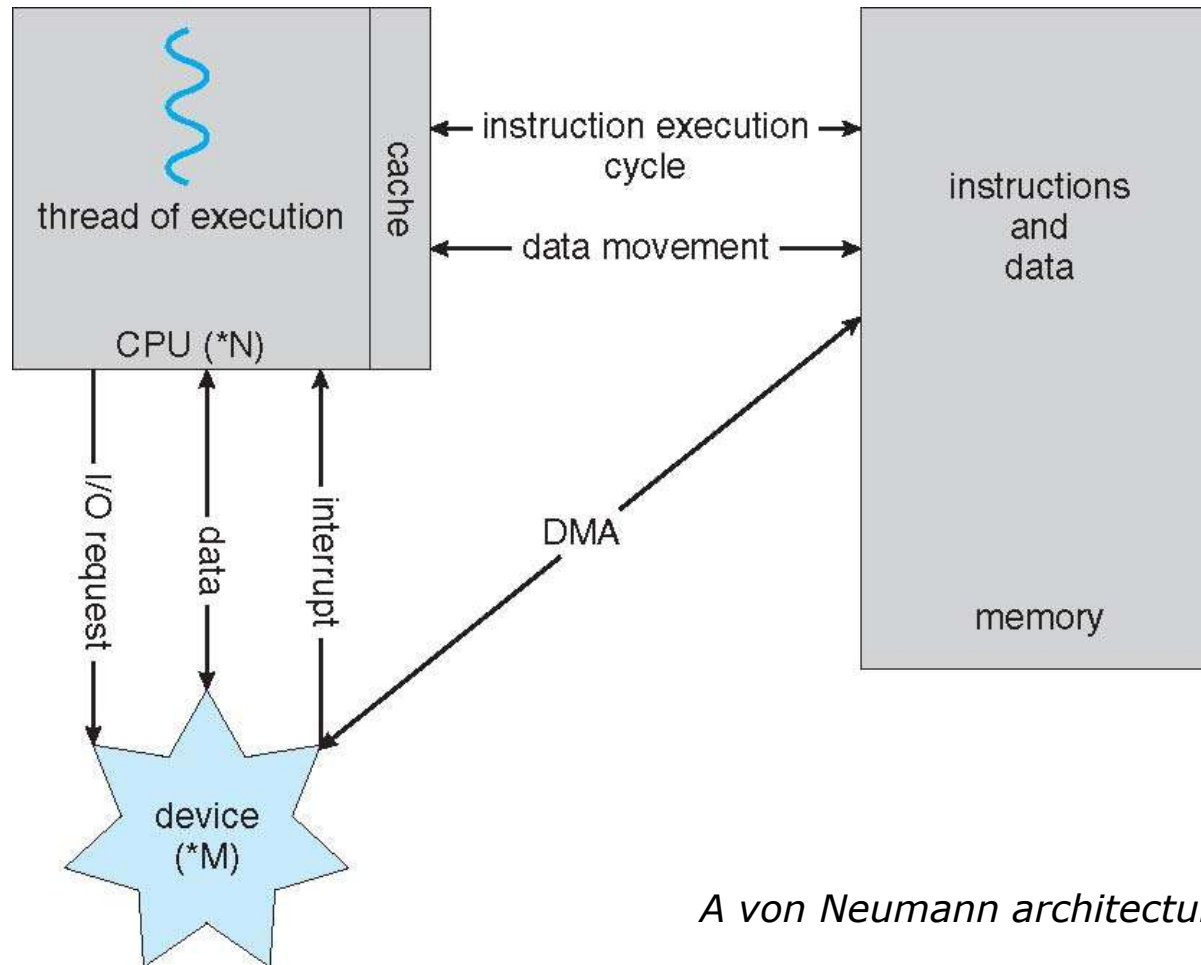 thread of execution
cache
CPU (*N)
instruction execution
cycle
data movement
instructions
and
data
memory
I/O request
data
interrupt
DMA
device
(*M)
A von Neumann architectu